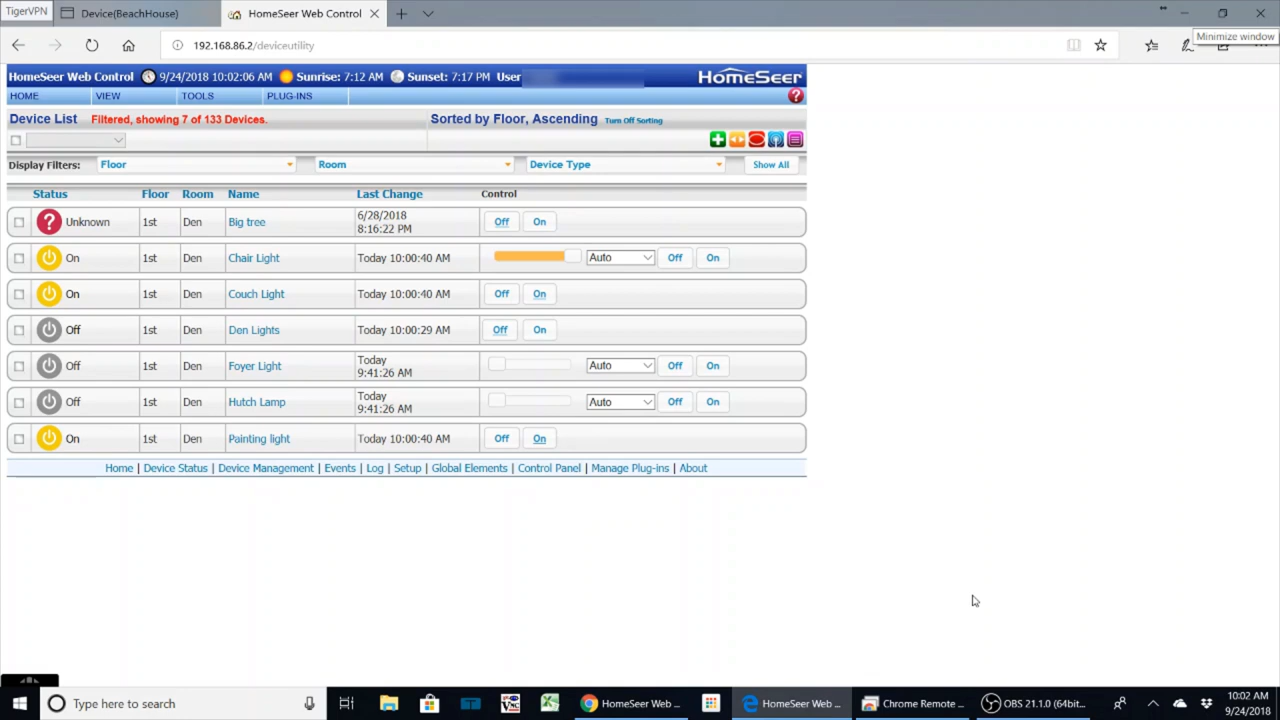 TigerVPN
Device(BeachHouse)
HomeSeer Web Control
192.168.86.2/deviceutility
Minimize window
HomeSeer Web Control 9/24/2018 10:02:06 AM Sunrise: 7:12 AM Sunset: 7:17 PM User
HomeSeer
HOME VIEW TOOLS PLUG-INS
Device List Filtered, showing 7 of 133 Devices. Sorted by Floor, Ascending Turn Off Sorting
Display Filters: Floor Room Device Type Show All
Status Floor Room Name Last Change Control
Unknown 1st Den Big tree 6/28/2018 8:16:22 PM Off On
On 1st Den Chair Light Today 10:00:40 AM Auto Off On
On 1st Den Couch Light Today 10:00:40 AM Off On
Off 1st Den Den Lights Today 10:00:29 AM Off On
Off 1st Den Foyer Light Today 9:41:26 AM Auto Off On
Off 1st Den Hutch Lamp Today 9:41:26 AM Auto Off On
On 1st Den Painting light Today 10:00:40 AM Off On
Home | Device Status | Device Management | Events | Log | Setup | Global Elements | Control Panel | Manage Plug-ins | About
Type here to search
HomeSeer Web ...
HomeSeer Web ...
Chrome Remote ...
OBS 21.1.0 (64bit...
10:02 AM
9/24/2018